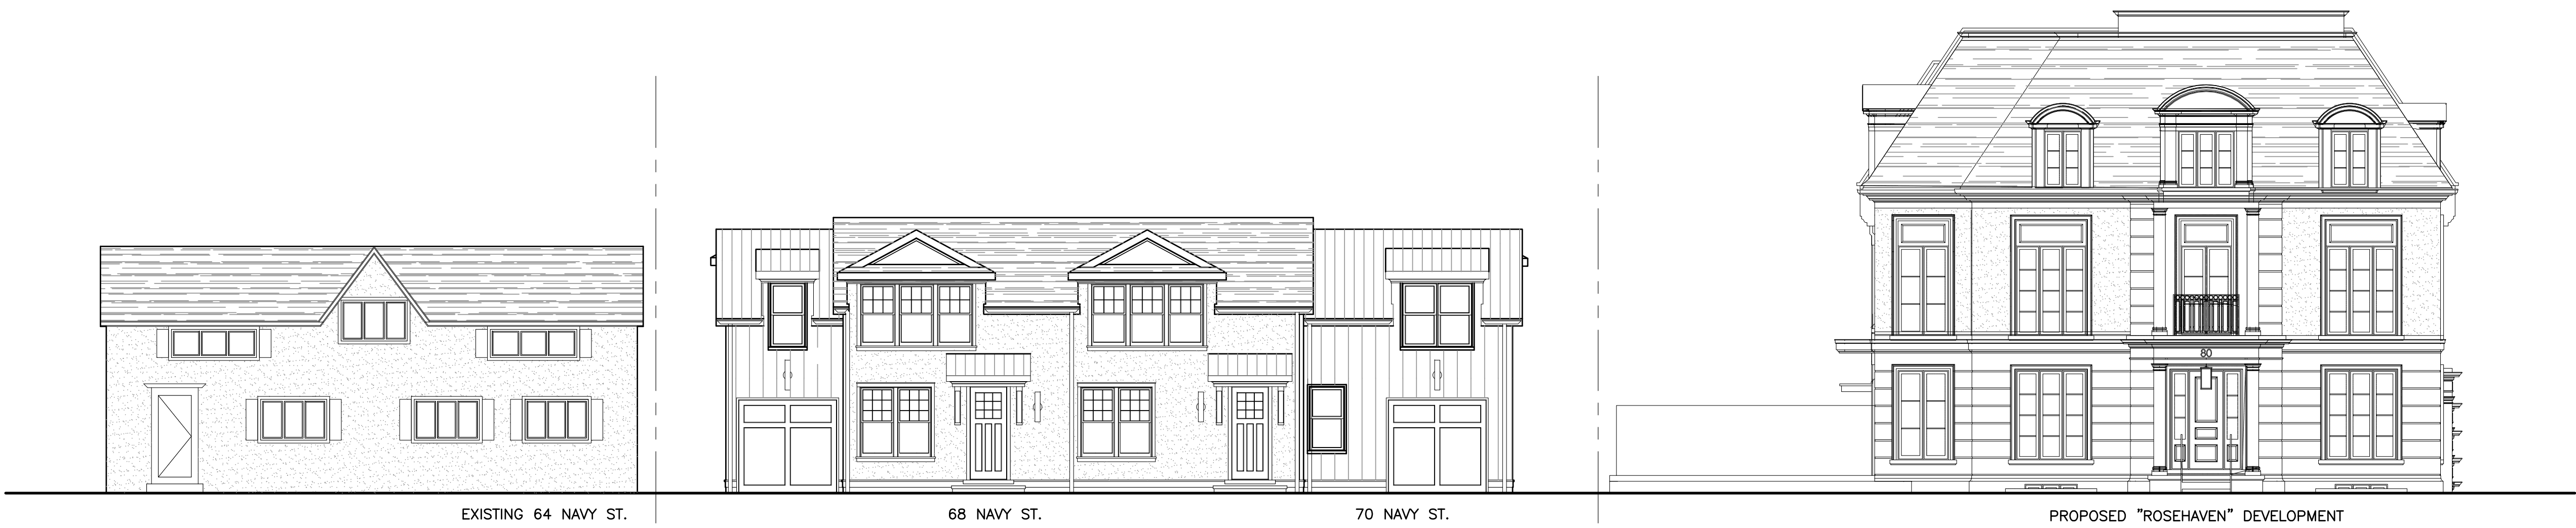 80
EXISTING 64 NAVY ST.
68 NAVY ST.
70 NAVY ST.
PROPOSED "ROSEHAVEN" DEVELOPMENT